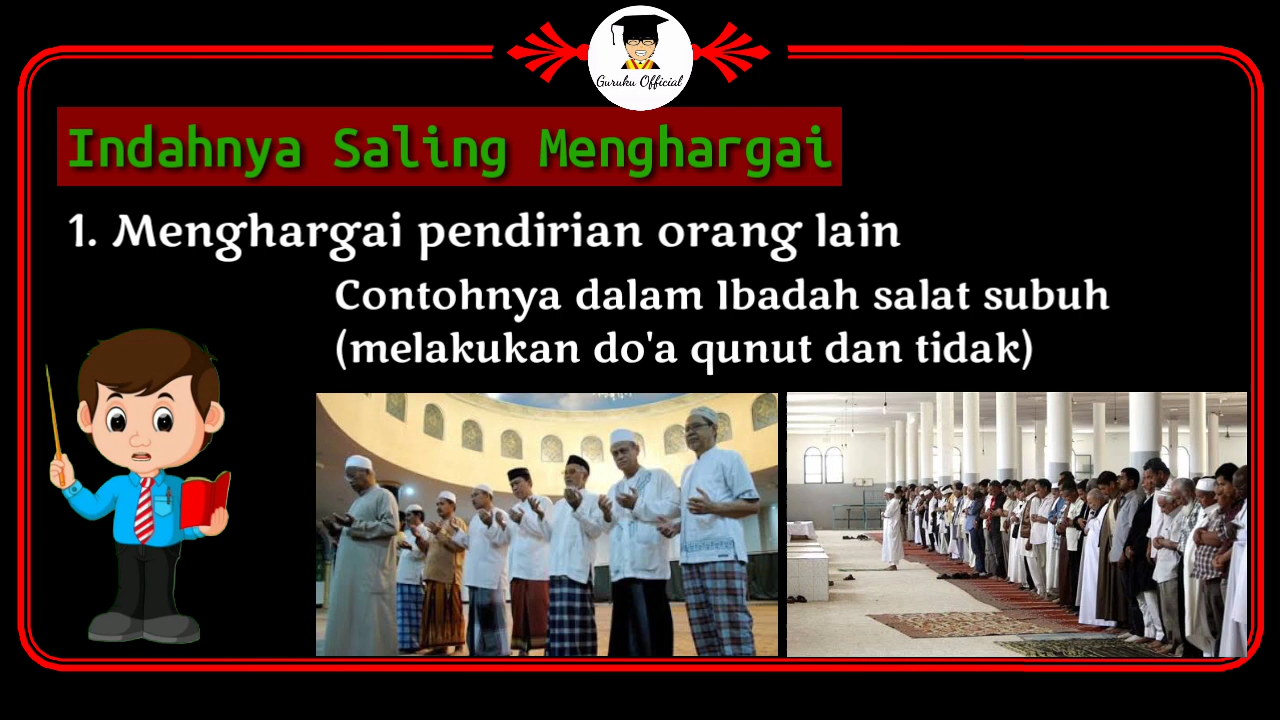 Guruku Official
Indahnya Saling Menghargai
1. Menghargai pendirian orang lain
Contohnya dalam Ibadah salat subuh
(melakukan do'a qunut dan tidak)